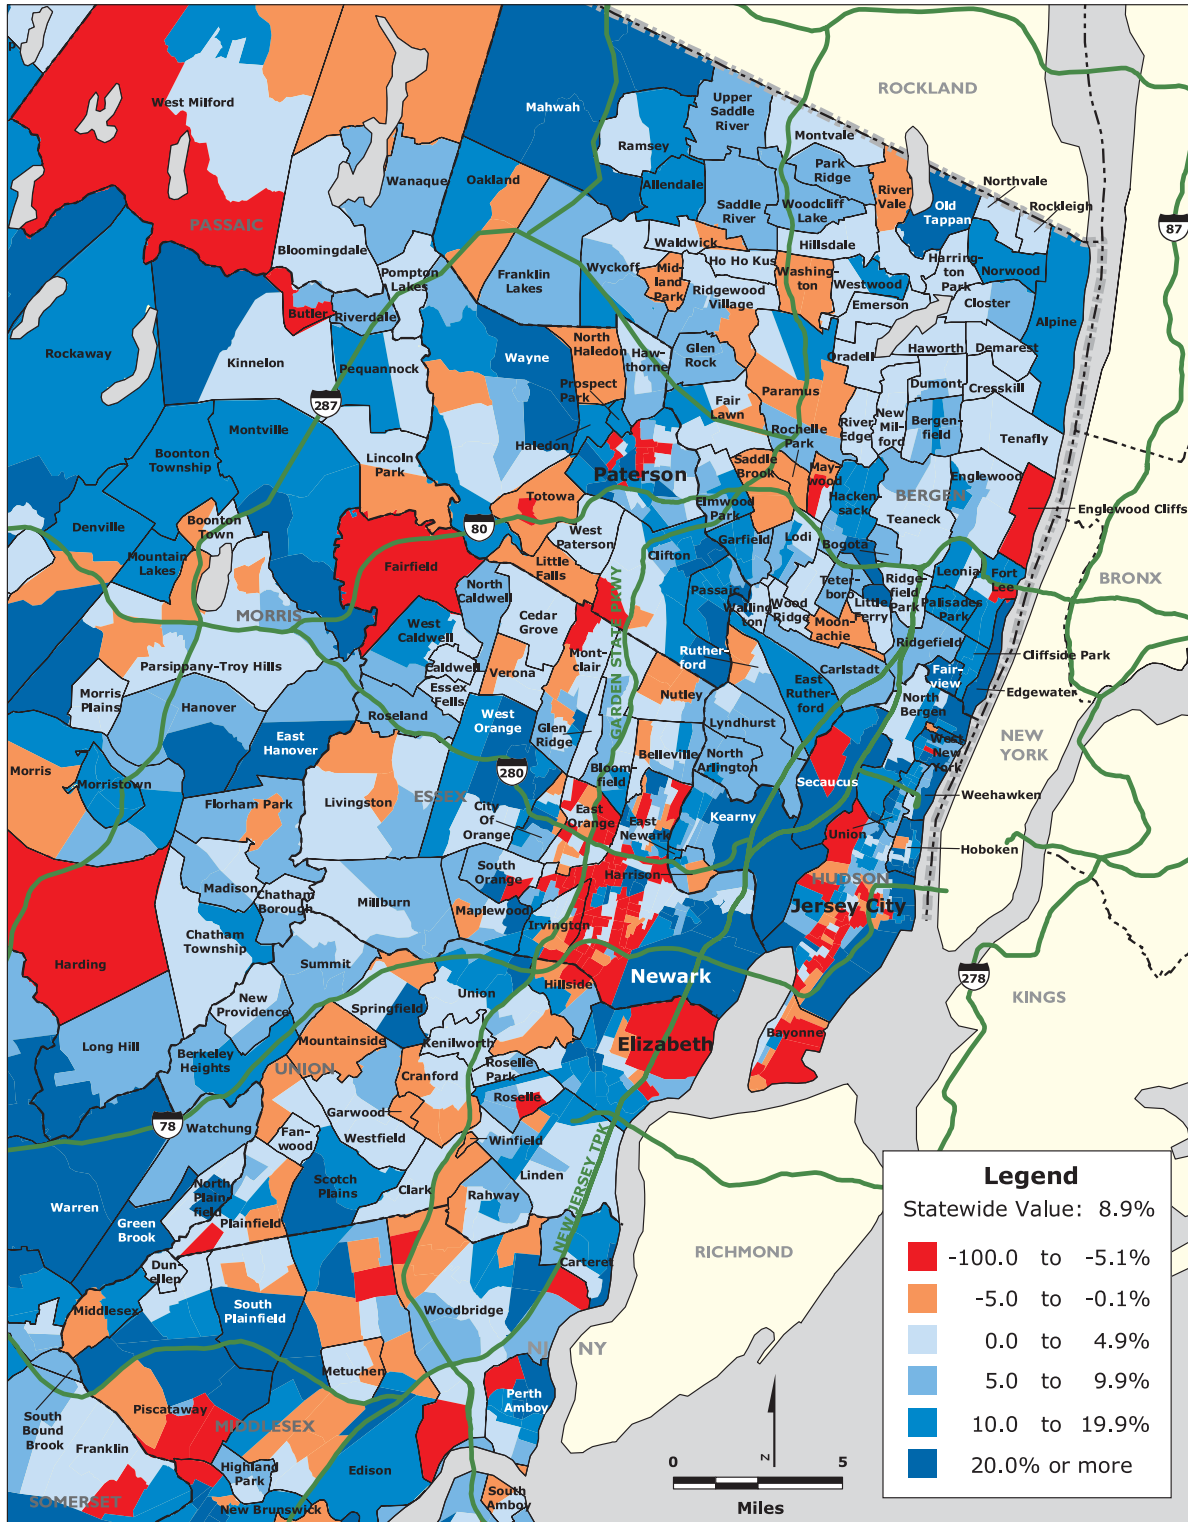 ROCKLAND
West Milford
Mahwah
Upper
Saddle
River
Montvale
Ramsey
Park
Ridge
Wanaque
Oakland
Allendale
River
Vale
Northvale
Rockleigh
Saddle
River
Woodcliff
Lake
Old
Tappan
87
PASSAIC
Bloomingdale
Waldwick
Hillsdale
Harring-
ton
Park
Norwood
Pompton
Lakes
Franklin
Lakes
Wyckoff
Mid-
land
Park
Ho Ho Kus
Washing-
ton
Westwood
Ridgewood
Village
Emerson
Closter
Butler
Riverdale
Alpine
Rockaway
Kinnelon
Pequannock
Wayne
North
Haledon
Haw-
thorne
Glen
Rock
Oradell
Haworth
Demarest
Prospect
Park
Paramus
Dumont
Cresskill
287
Fair
Lawn
River
Edge
New
Mil-
ford
Bergen-
field
Montville
Haledon
Rochelle
Park
Tenafly
Boonton
Township
Lincoln
Park
Paterson
Saddle
Brook
May-
wood
Englewood
Totowa
Elmwood
Park
Hacken-
sack
BERGEN
Teaneck
Englewood Cliffs
Denville
Boonton
Town
80
West
Paterson
Clifton
Garfield
Lodi
Bogota
Mountain
Lakes
Fairfield
Little
Falls
North
Caldwell
Passaic
Teter-
boro
Ridge-
field
Park
Leonia
Fort
Lee
BRONX
MORRIS
West
Caldwell
Cedar
Grove
GARDEN STATE PKWY
Walling-
ton
Wood
Ridge
Moon-
achie
Little
Ferry
Palisades
Park
Parsippany-Troy Hills
Caldwell
Verona
Mont-
clair
Ruther-
ford
Ridgefield
Cliffside Park
Morris
Plains
Hanover
Essex
Fells
Nutley
Carlstadt
Fair-
view
Edgewater
Roseland
West
Orange
Glen
Ridge
East
Ruther-
ford
North
Bergen
East
Hanover
Lyndhurst
NEW
YORK
Morris
Morristown
280
Belleville
North
Arlington
Secaucus
West
New
York
Bloom-
field
Weehawken
Florham Park
Livingston
ESSEX
City
Of
Orange
East
Orange
East
Newark
Kearny
Union
Hoboken
South
Orange
Harrison
HUDSON
Madison
Chatham
Borough
Millburn
Maplewood
Irvington
Jersey City
Chatham
Township
Harding
Summit
Newark
278
KINGS
New
Providence
Springfield
Union
Hillside
Bayonne
Long Hill
Berkeley
Heights
Mountainside
Kenilworth
Elizabeth
UNION
Cranford
Roselle
Park
Roselle
78
Garwood
Watchung
Fan-
wood
Westfield
Winfield
NEW JERSEY TPK
Linden
Scotch
Plains
Clark
Rahway
Warren
North
Plain-
field
Green
Brook
Plainfield
RICHMOND
Dun-
ellen
Carteret
Middlesex
South
Plainfield
Woodbridge
NJ
NY
Metuchen
Perth
Amboy
South
Bound
Brook
Piscataway
MIDDLESEX
Franklin
Highland
Park
Edison
SOMERSET
New Brunswick
South
Amboy
Legend
Statewide Value: 8.9%
-100.0 to -5.1%
-5.0 to -0.1%
0.0 to 4.9%
5.0 to 9.9%
10.0 to 19.9%
20.0% or more
N
0 5
Miles